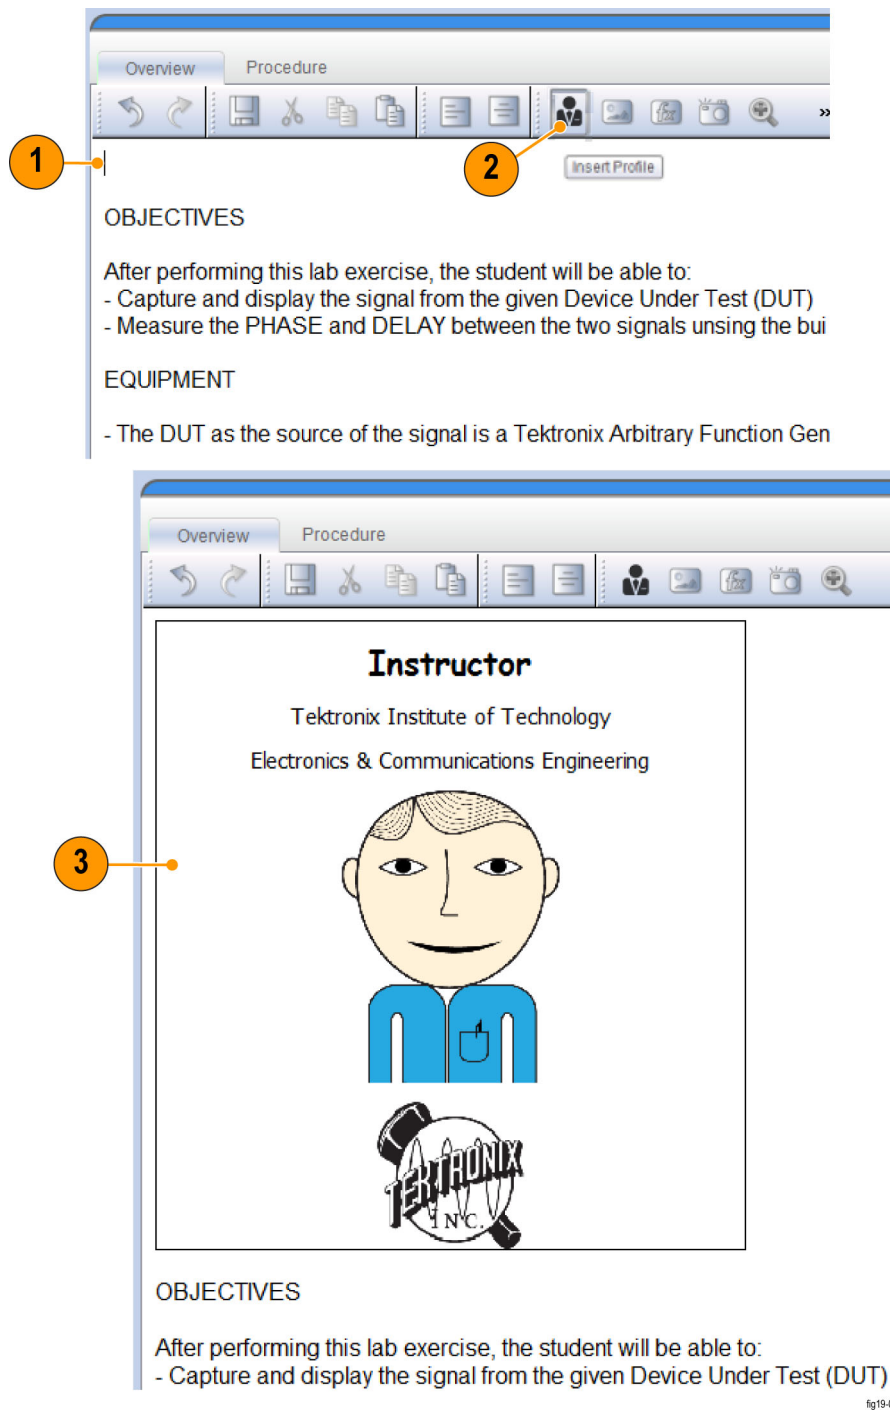 Overview Procedure
fx
»
1
2
Insert Profile
OBJECTIVES
After performing this lab exercise, the student will be able to:
- Capture and display the signal from the given Device Under Test (DUT)
- Measure the PHASE and DELAY between the two signals unsing the bui
EQUIPMENT
- The DUT as the source of the signal is a Tektronix Arbitrary Function Gen
Overview Procedure
fx
Instructor
Tektronix Institute of Technology
Electronics & Communications Engineering
3
TEKTRONIX
INC.
OBJECTIVES
After performing this lab exercise, the student will be able to:
- Capture and display the signal from the given Device Under Test (DUT)